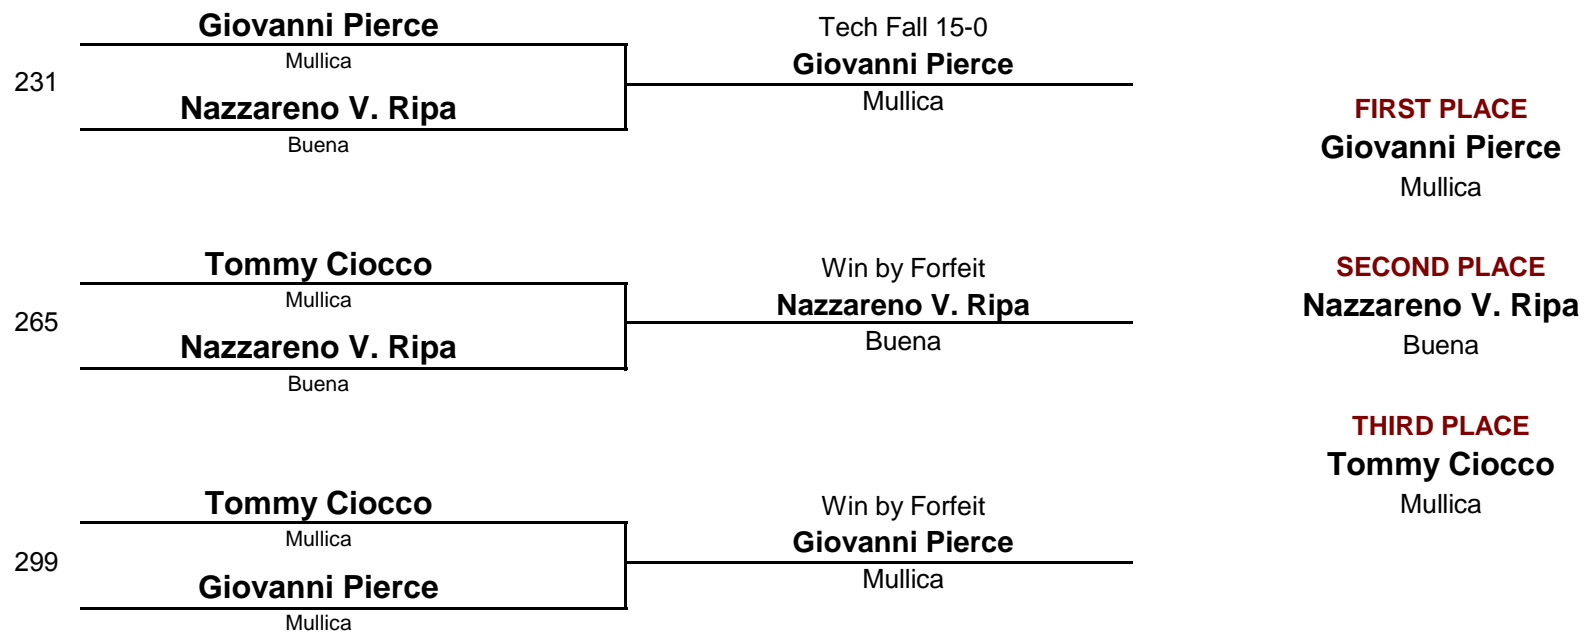 Giovanni Pierce
Mullica
231
Nazzareno V. Ripa
Buena
Tech Fall 15-0
Giovanni Pierce
Mullica
Tommy Ciocco
Mullica
265
Nazzareno V. Ripa
Buena
Win by Forfeit
Nazzareno V. Ripa
Buena
Tommy Ciocco
Mullica
299
Giovanni Pierce
Mullica
Win by Forfeit
Giovanni Pierce
Mullica
FIRST PLACE
Giovanni Pierce
Mullica
SECOND PLACE
Nazzareno V. Ripa
Buena
THIRD PLACE
Tommy Ciocco
Mullica